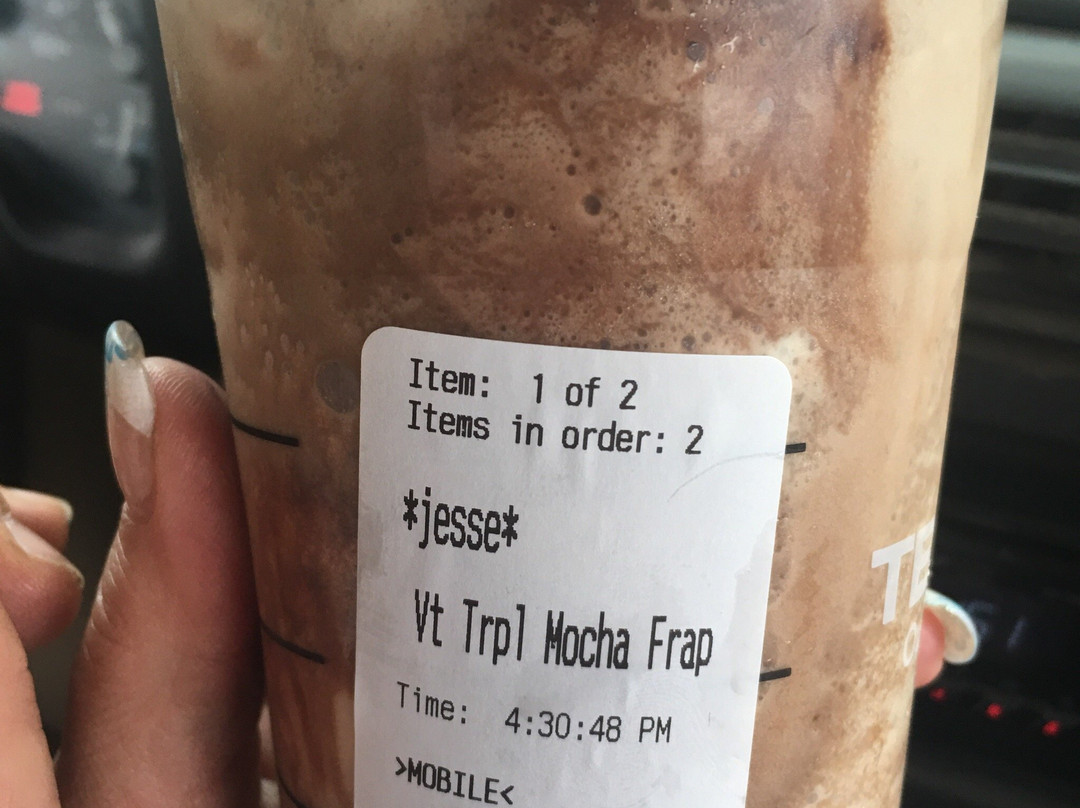 Item: 1 of 2
Items in order: 2
*jesse*
Vt Trpl Mocha Frap
Time: 4:30:48 PM
>MOBILE<